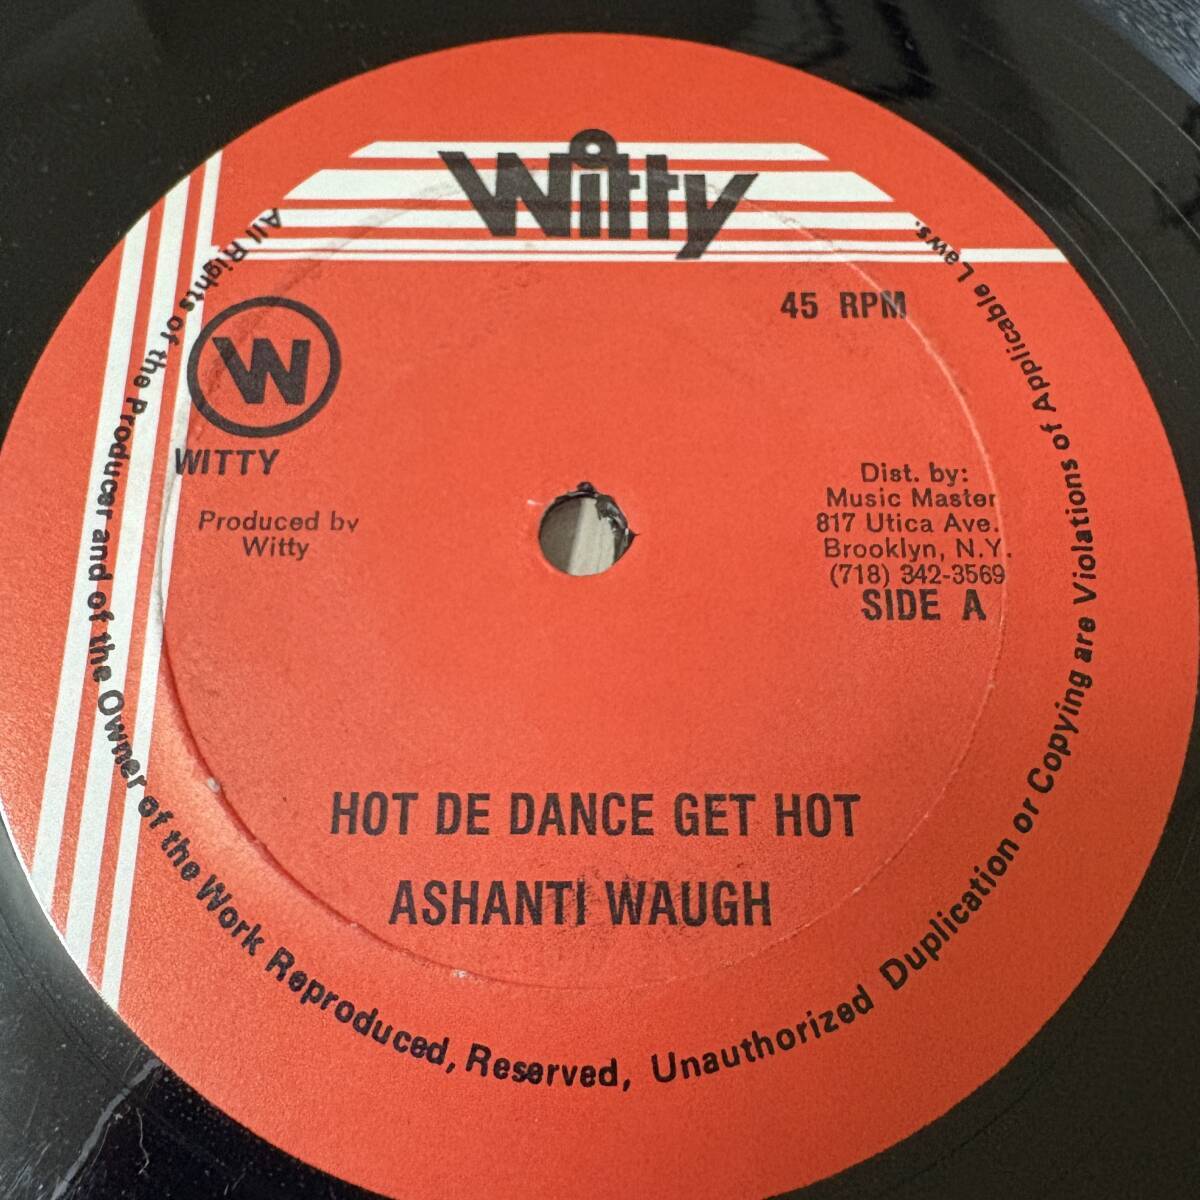 Witty
45 RPM
W
WITTY
Produced by
Witty
Dist. by:
Music Master
817 Utica Ave.
Brooklyn, N.Y.
(718) 342-3569
SIDE A
HOT DE DANCE GET HOT
ASHANTI WAUGH
All Rights of the Producer and of the Owner of the Work Reproduced, Reserved, Unauthorized Duplication or Copying are Violations of Applicable Laws.